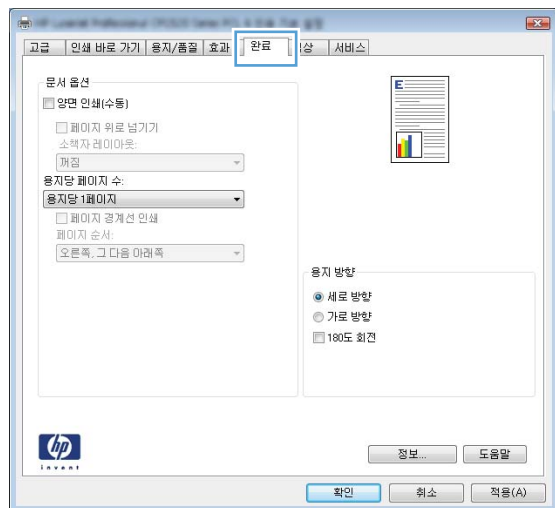 고급 인쇄 바로 가기 용지/품질 효과 완료 상 서비스
문서 옵션
양면 인쇄(수동)
페이지 위로 넘기기
소책자 레이아웃:
꺼짐
용지당 페이지 수:
용지당 1페이지
페이지 경계선 인쇄
페이지 순서:
오른쪽, 그 다음 아래쪽
E
용지 방향
세로 방향
가로 방향
180도 회전
hp
invent
정보... 도움말
확인 취소 적용(A)